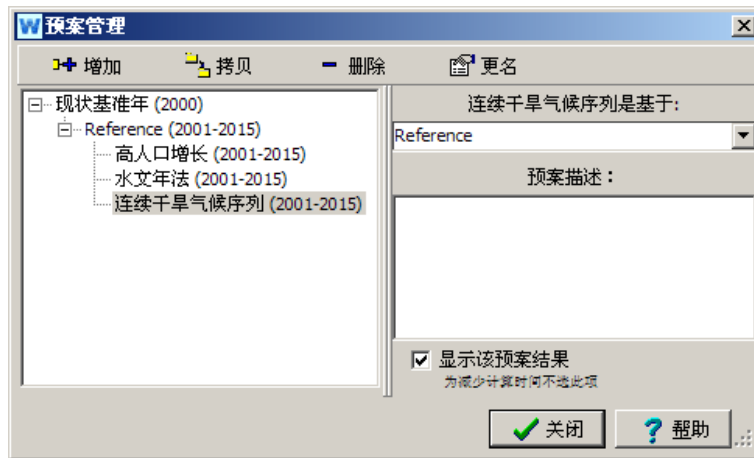 W 预案管理
增加 拷贝 删除 更名
现状基准年 (2000)
Reference (2001-2015)
高人口增长 (2001-2015)
水文年法 (2001-2015)
连续干旱气候序列 (2001-2015)
连续干旱气候序列是基于:
Reference
预案描述：
显示该预案结果
为减少计算时间不选此项
关闭 帮助